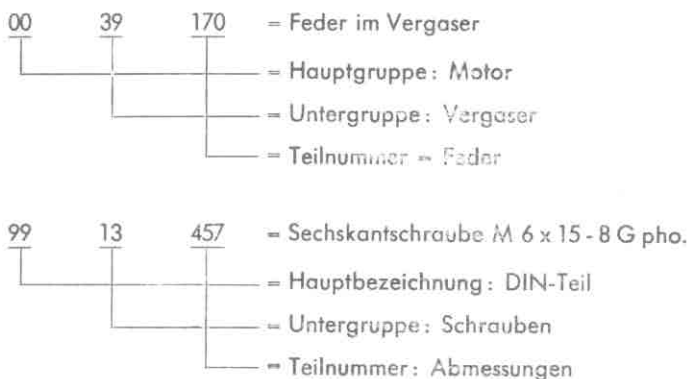 00 39 170 = Feder im Vergaser
= Hauptgruppe: Motor
= Untergruppe: Vergaser
= Teilnummer = Feder
99 13 457 = Sechskantschraube M 6 x 15 - 8 G pho.
= Hauptbezeichnung: DIN-Teil
= Untergruppe: Schrauben
= Teilnummer: Abmessungen